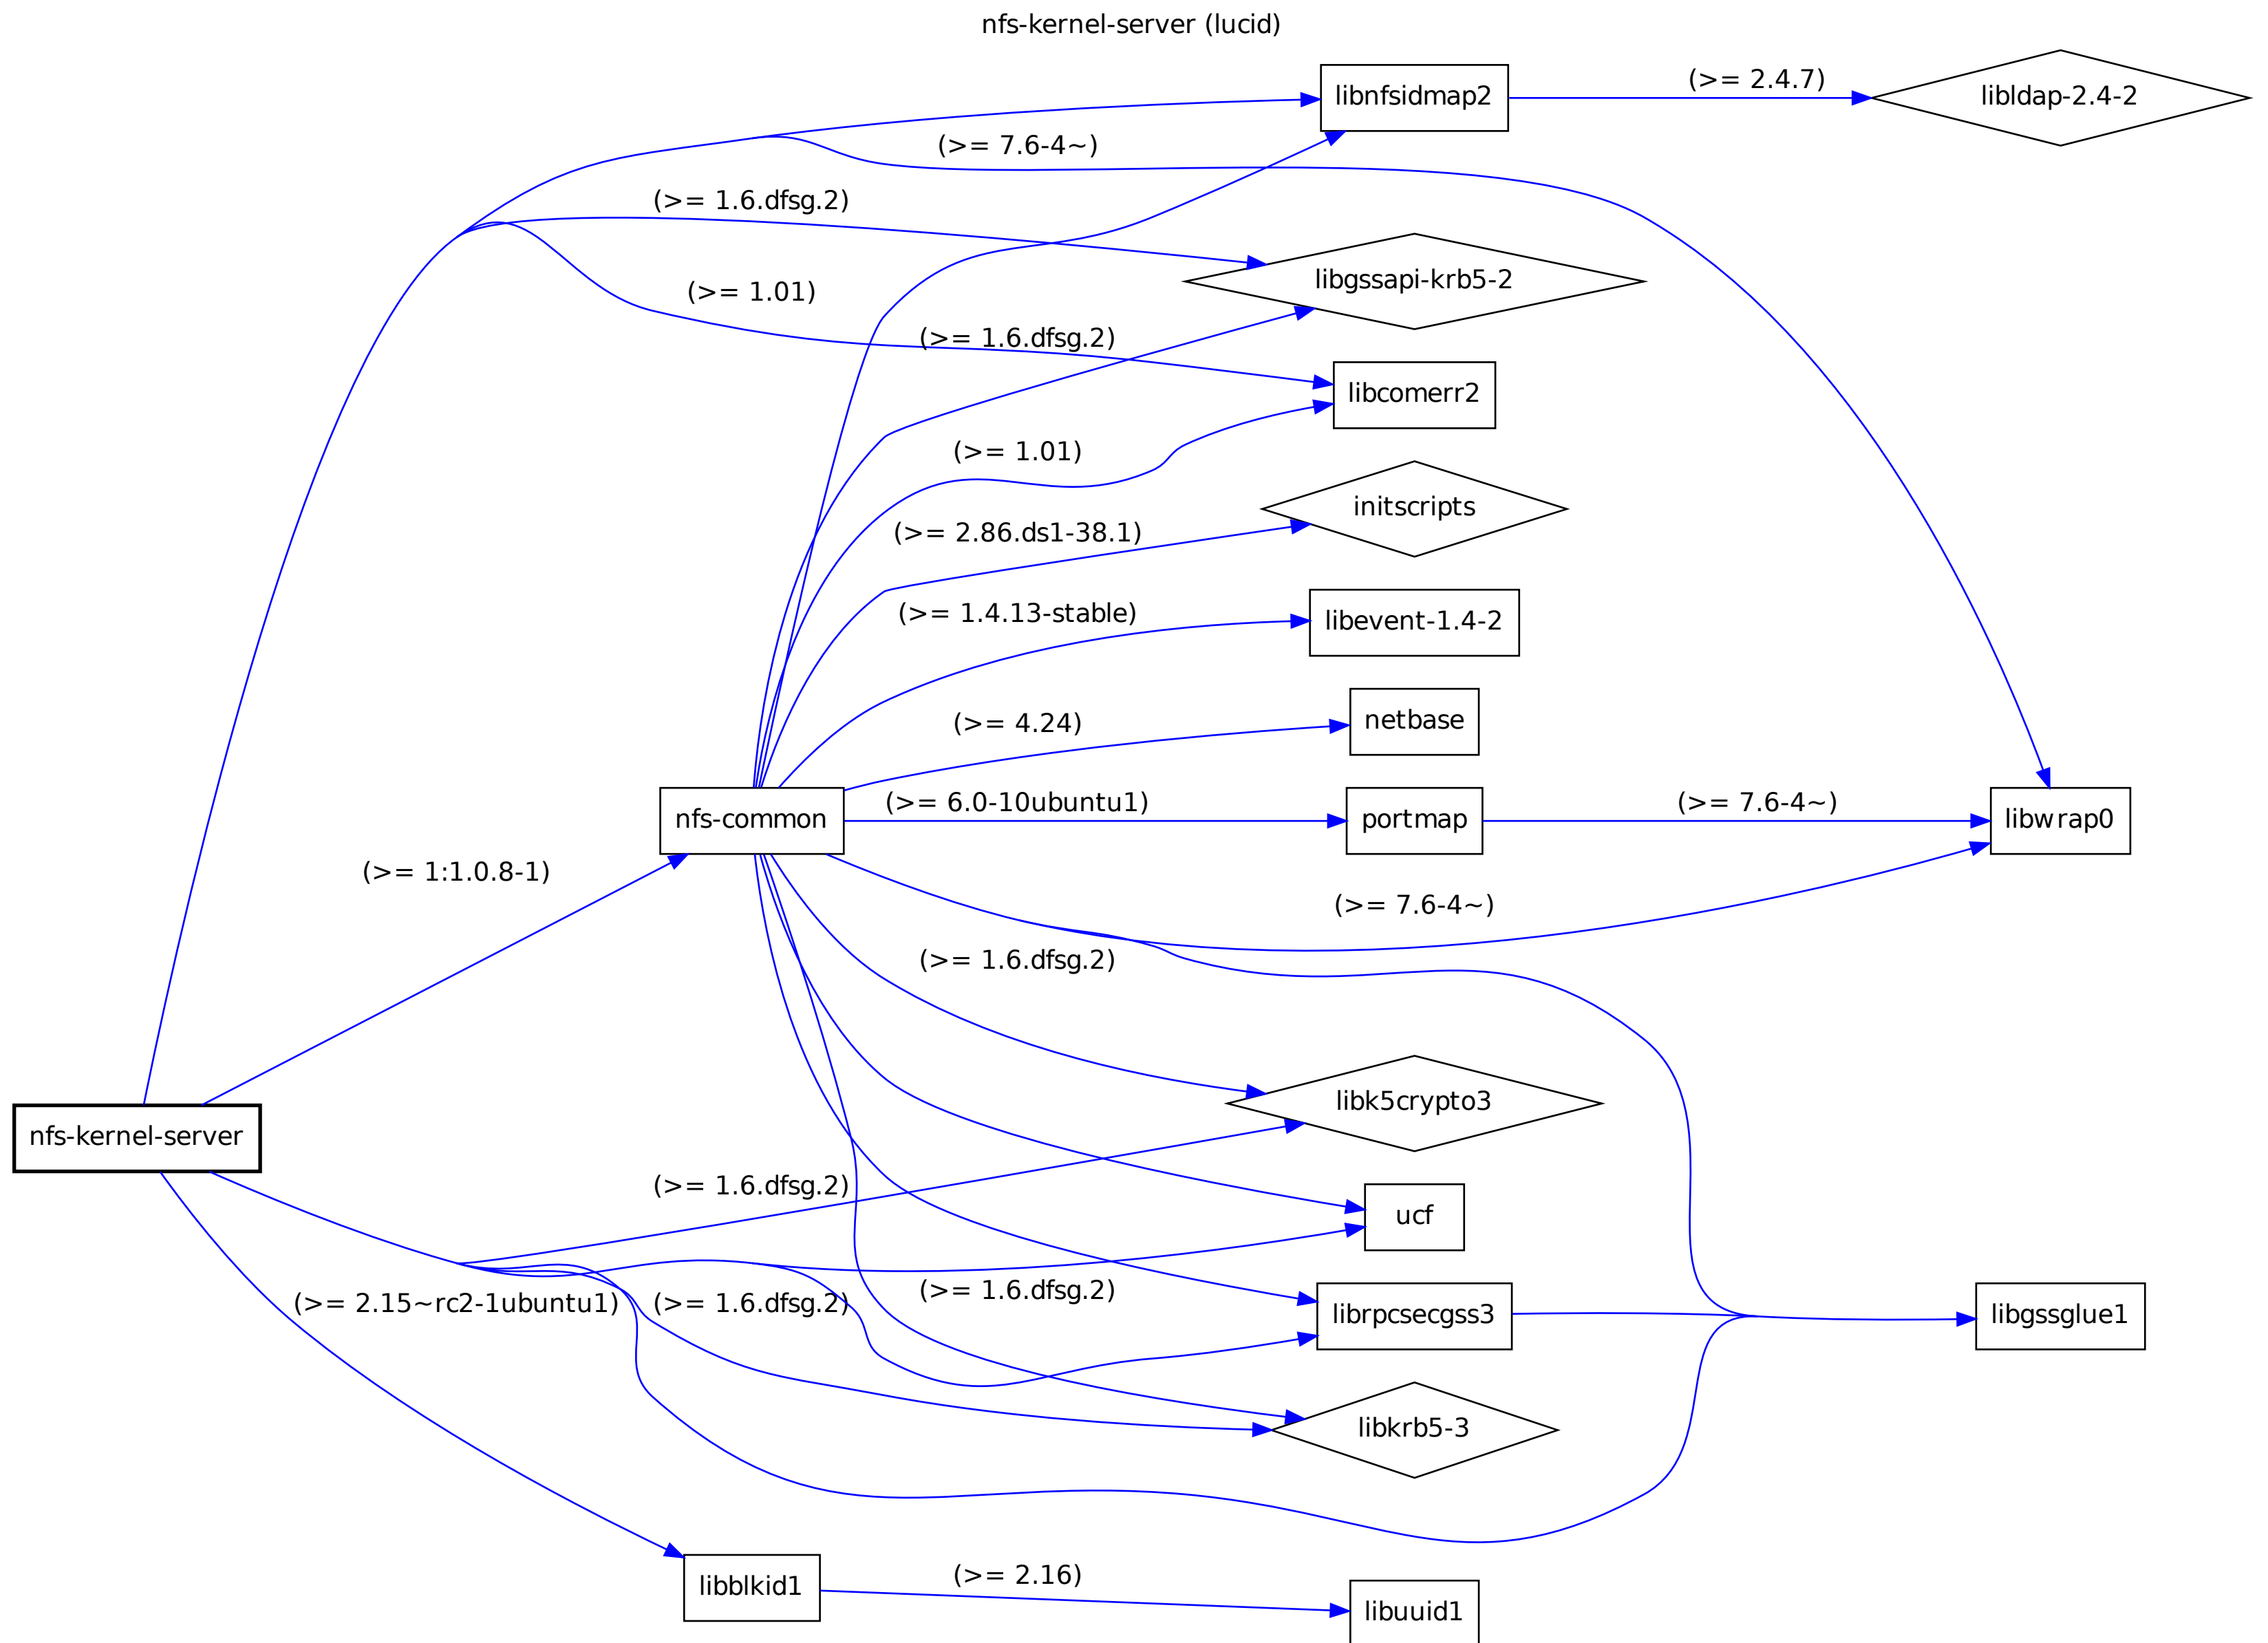 nfs-kernel-server (lucid)
libnfsidmap2
(>= 2.4.7)
libldap-2.4-2
(>= 7.6-4~)
(>= 1.6.dfsg.2)
libgssapi-krb5-2
(>= 1.01)
(>= 1.6.dfsg.2)
libcomerr2
(>= 1.01)
initscripts
(>= 2.86.ds1-38.1)
(>= 1.4.13-stable)
libevent-1.4-2
(>= 4.24)
netbase
nfs-common
(>= 6.0-10ubuntu1)
portmap
(>= 7.6-4~)
libwrap0
(>= 1:1.0.8-1)
(>= 7.6-4~)
(>= 1.6.dfsg.2)
libk5crypto3
nfs-kernel-server
(>= 1.6.dfsg.2)
ucf
(>= 2.15~rc2-1ubuntu1)
(>= 1.6.dfsg.2)
(>= 1.6.dfsg.2)
librpcsecgss3
libgssglue1
libkrb5-3
libblkid1
(>= 2.16)
libuuid1